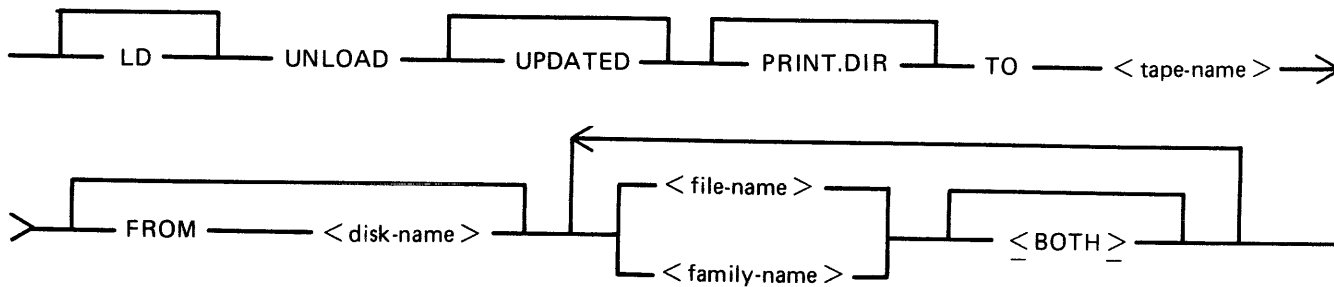 LD UNLOAD UPDATED PRINT.DIR TO <tape-name>
<file-name>
FROM <disk-name> <BOTH>
<family-name>